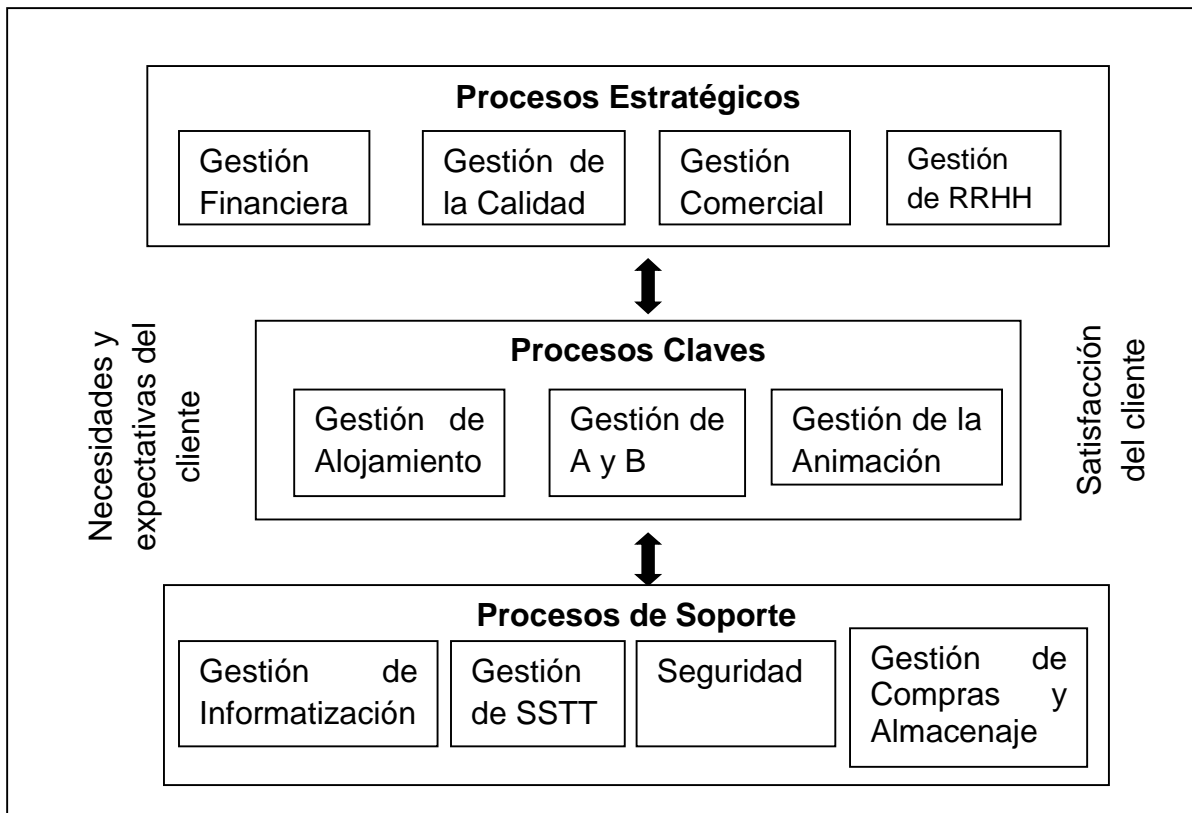 Procesos Estratégicos
Gestión
Financiera
Gestión de
la Calidad
Gestión
Comercial
Gestión
de RRHH
Necesidades y
expectativas del
cliente
Procesos Claves
Gestión de
Alojamiento
Gestión de
A y B
Gestión de la
Animación
Satisfacción
del cliente
Procesos de Soporte
Gestión de
Informatización
Gestión
de SSTT
Seguridad
Gestión de
Compras y
Almacenaje